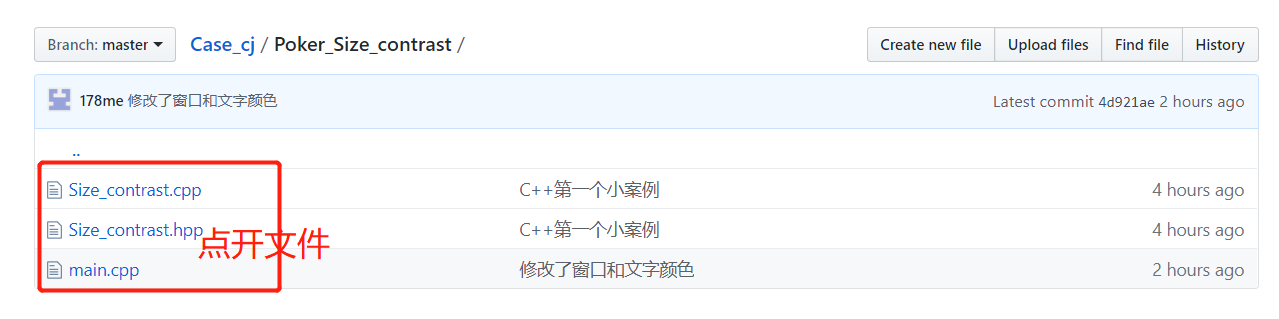 Branch: master Case_cj / Poker_Size_contrast / Create new file Upload files Find file History
178me 修改了窗口和文字颜色 Latest commit 4d921ae 2 hours ago
..
Size_contrast.cpp C++第一个小案例 4 hours ago
Size_contrast.hpp C++第一个小案例 4 hours ago
点开文件
main.cpp 修改了窗口和文字颜色 2 hours ago